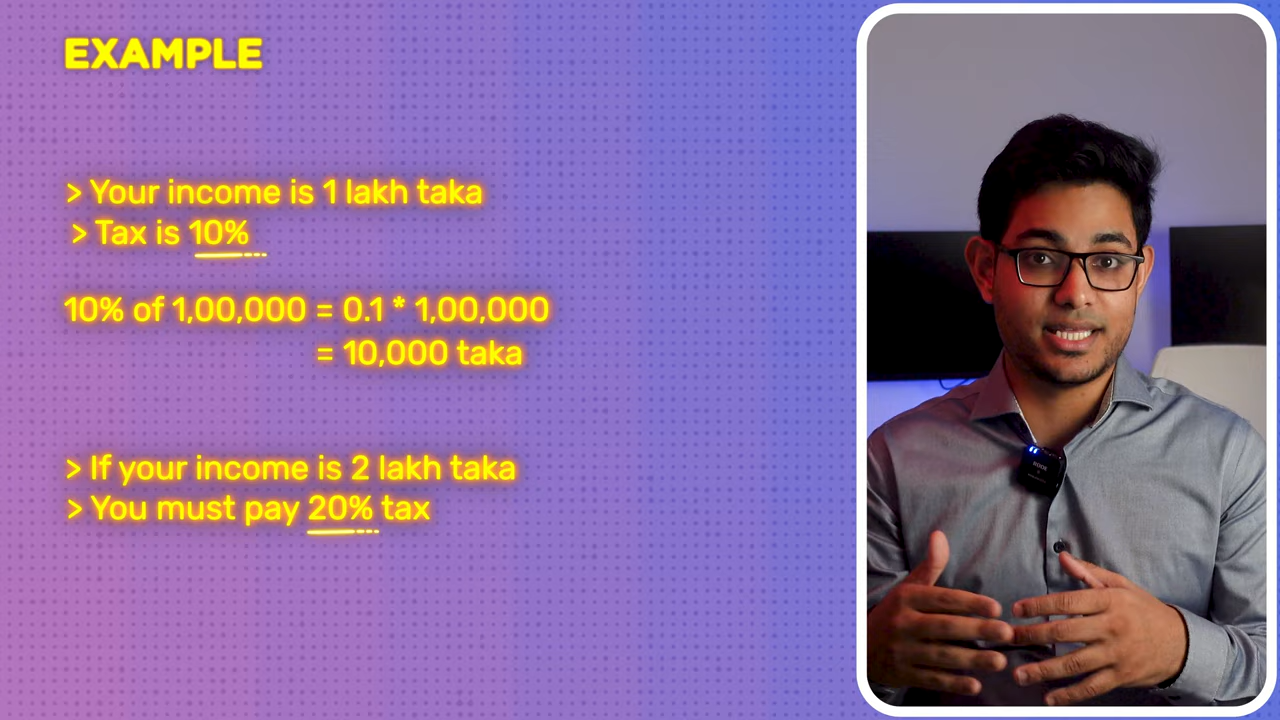 EXAMPLE
> Your income is 1 lakh taka
> Tax is 10%
10% of 1,00,000 = 0.1 * 1,00,000
= 10,000 taka
> If your income is 2 lakh taka
> You must pay 20% tax
RODE